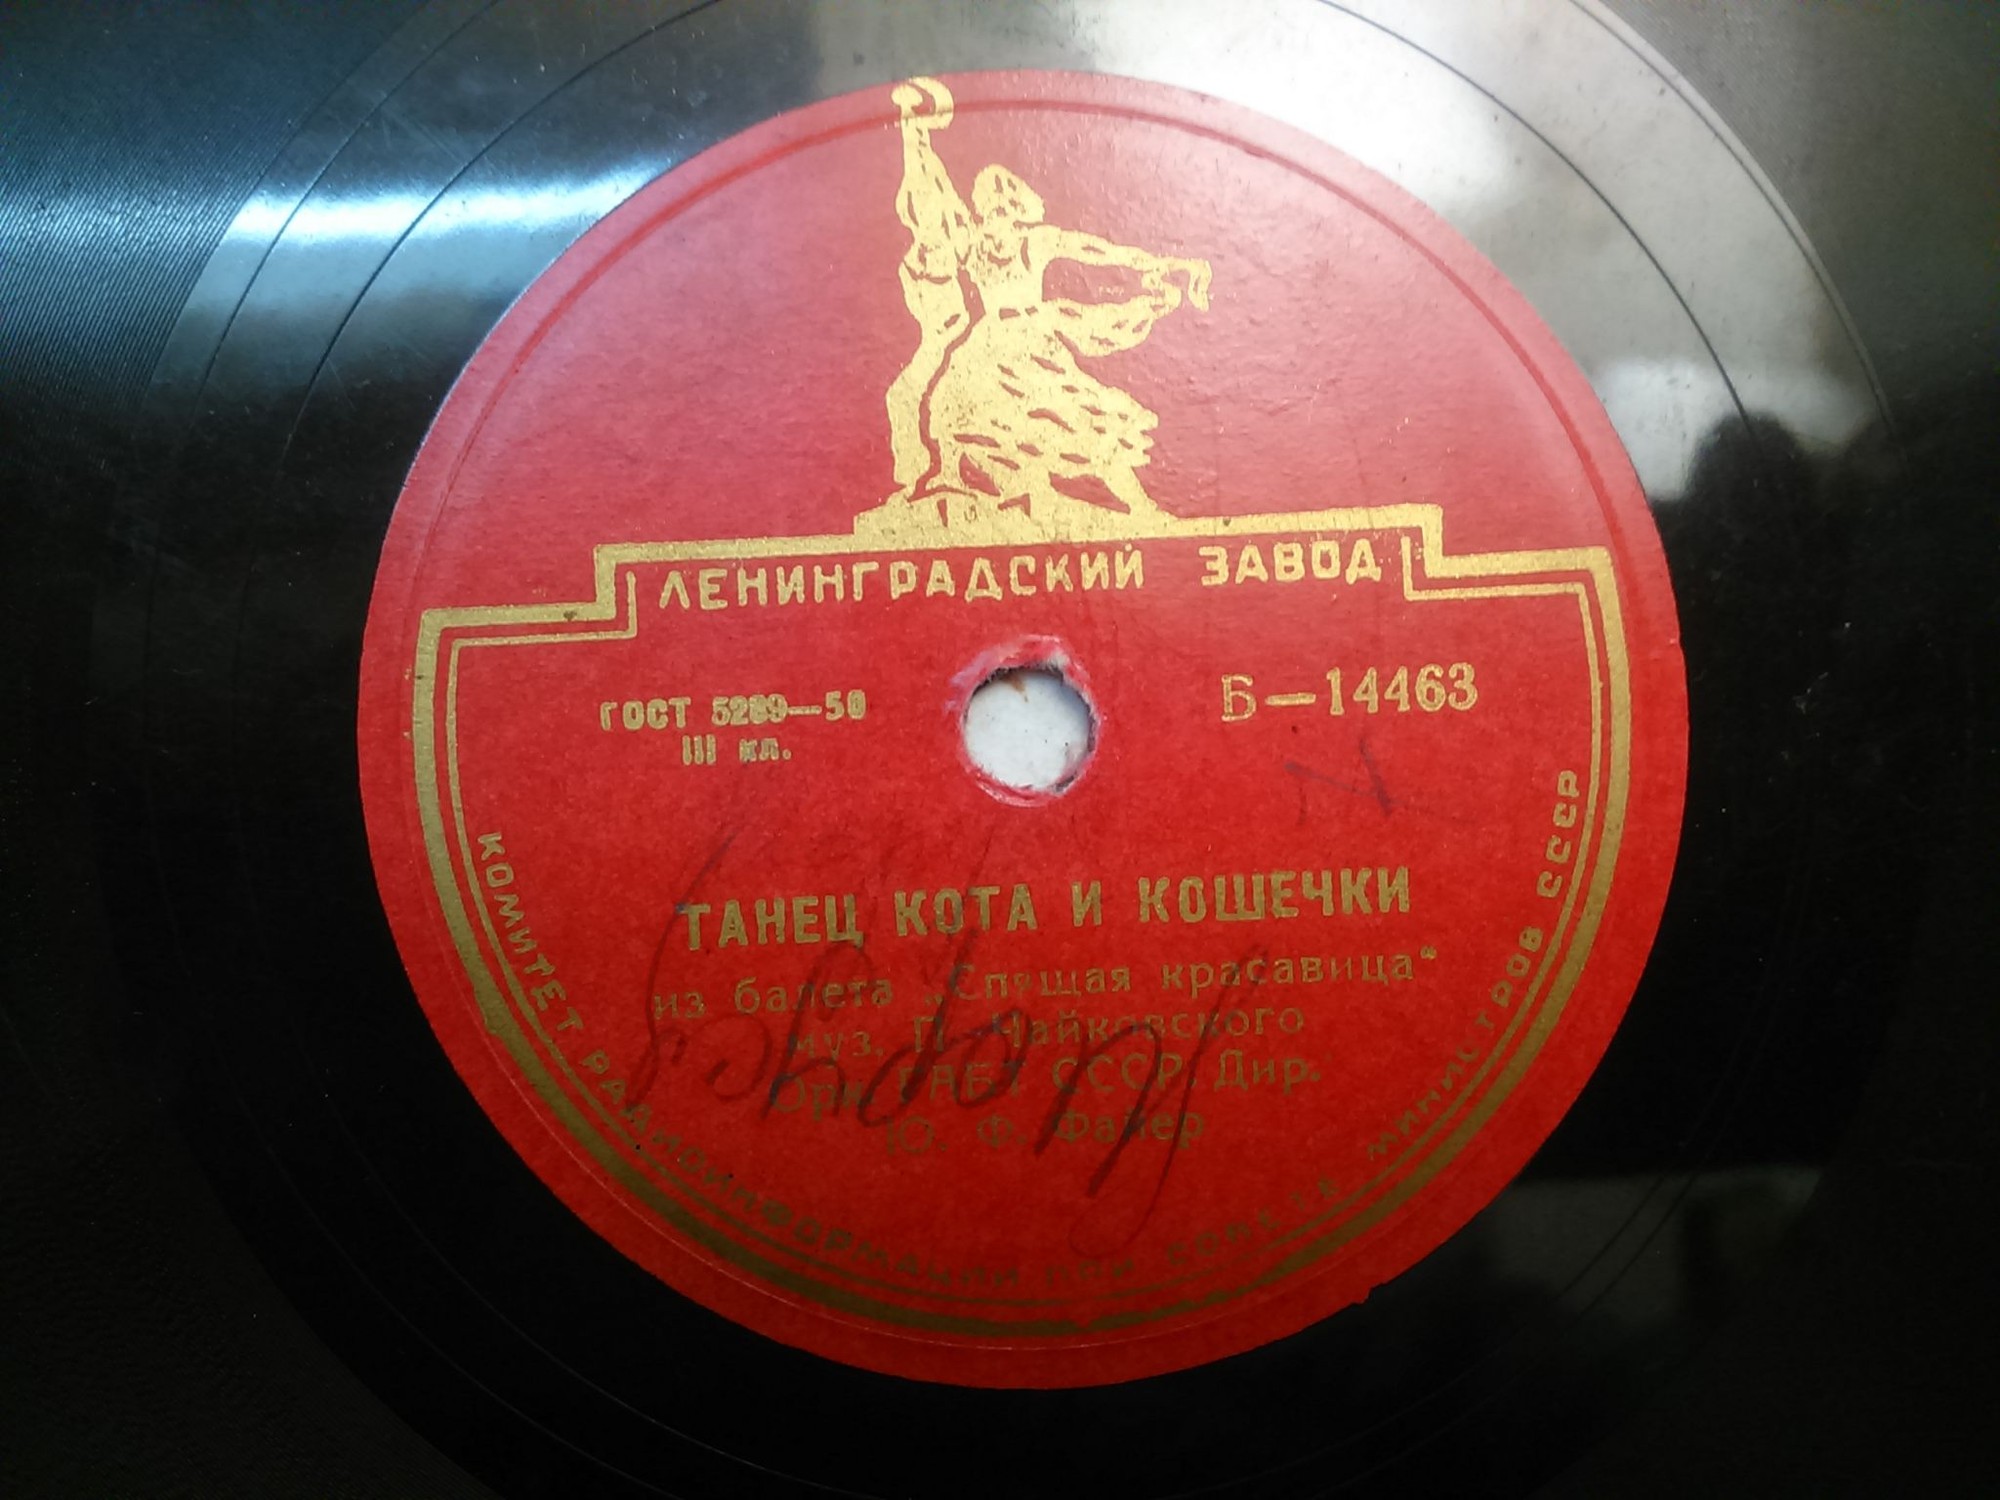 ЛЕНИНГРАДСКИЙ ЗАВОД
ГОСТ 5289—50
III кл.
Б—14463
ТАНЕЦ КОТА И КОШЕЧКИ
из балета „Спящая красавица“
муз. П. Чайковского
Орк. ГАБТ СССР. Дир.
Ю. Ф. Файер
КОМИТЕТ РАДИОИНФОРМАЦИИ ПРИ СОВЕТЕ МИНИСТРОВ СССР